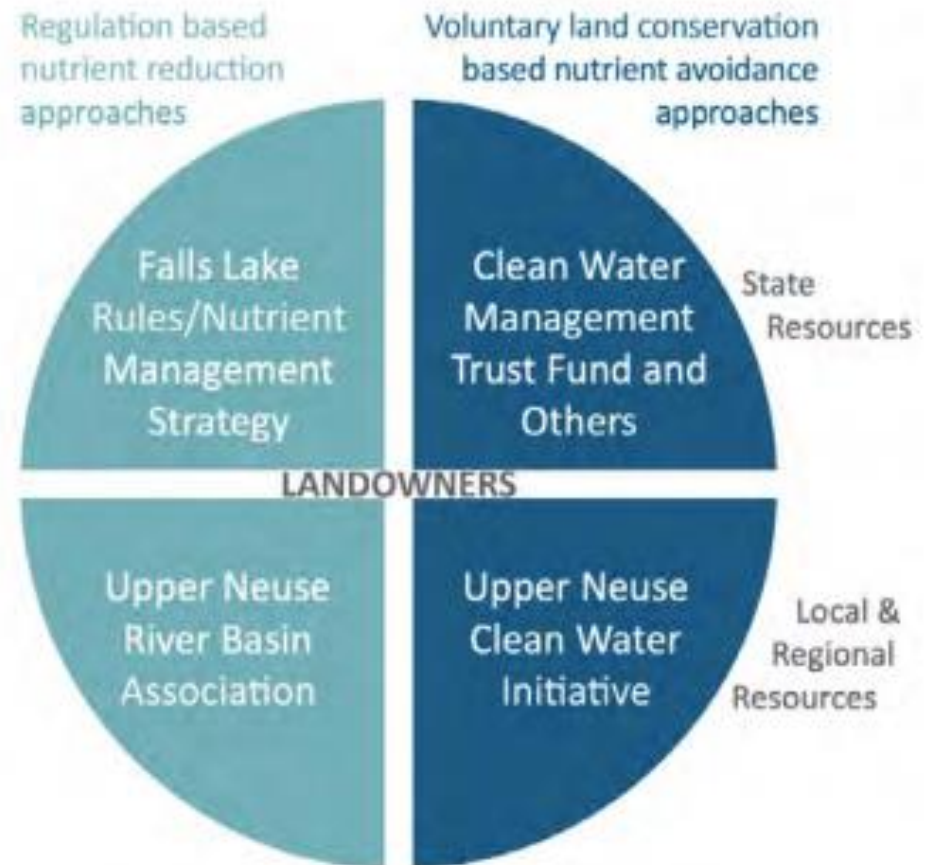 Regulation based
nutrient reduction
approaches
Voluntary land conservation
based nutrient avoidance
approaches
Falls Lake
Rules/Nutrient
Management
Strategy
Clean Water
Management
Trust Fund and
Others
State
Resources
LANDOWNERS
Upper Neuse
River Basin
Association
Upper Neuse
Clean Water
Initiative
Local &
Regional
Resources